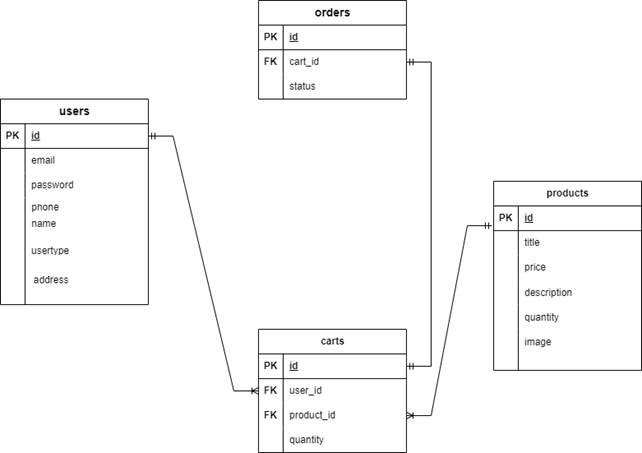 orders
PK id
FK cart_id
status
users
PK id
email
password
phone
name
usertype
address
products
PK id
title
price
description
quantity
image
carts
PK id
FK user_id
FK product_id
quantity